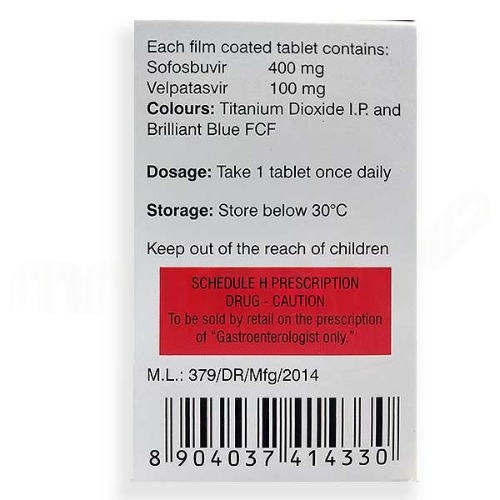 Each film coated tablet contains:
Sofosbuvir 400 mg
Velpatasvir 100 mg
Colours: Titanium Dioxide I.P. and
Brilliant Blue FCF
Dosage: Take 1 tablet once daily
Storage: Store below 30°C
Keep out of the reach of children
SCHEDULE H PRESCRIPTION
DRUG - CAUTION
To be sold by retail on the prescription
of “Gastroenterologist only.”
M.L.: 379/DR/Mfg/2014
8 904037 414330